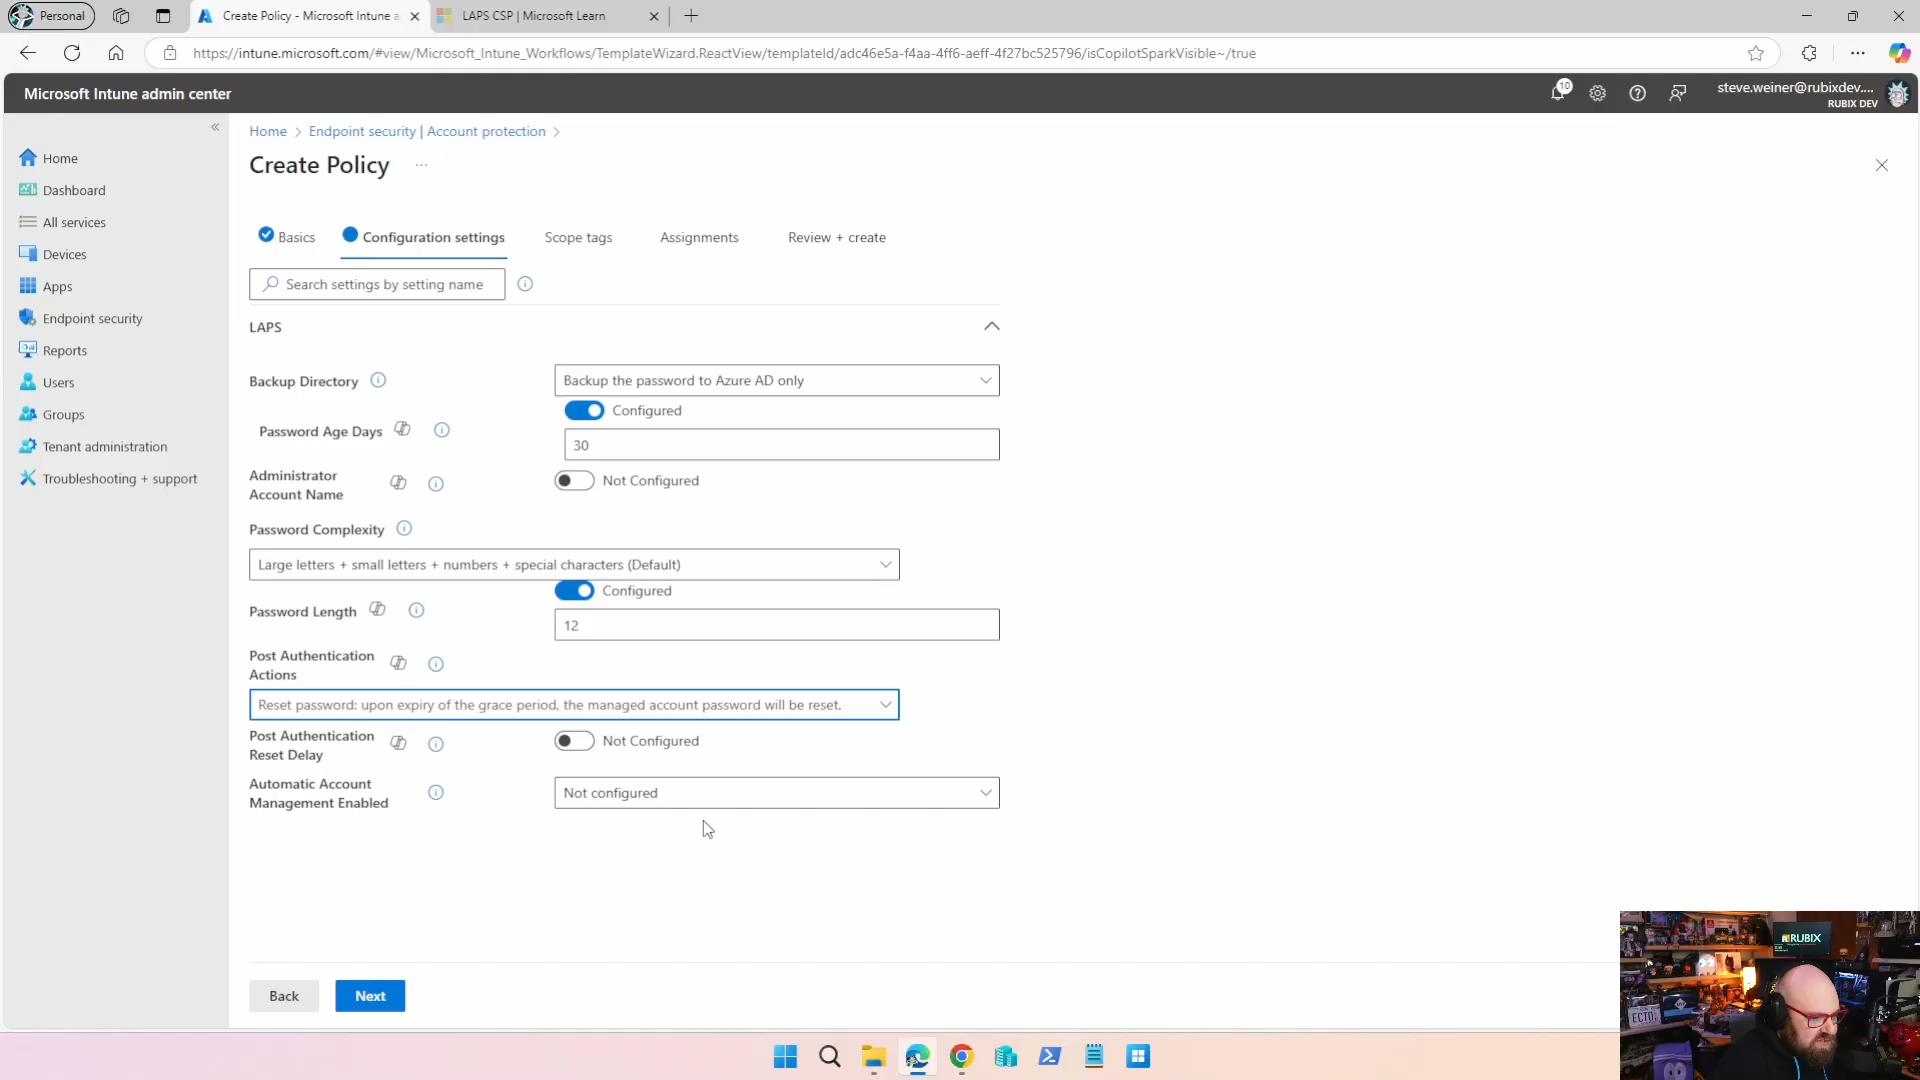 Personal
Create Policy - Microsoft Intune a
LAPS CSP | Microsoft Learn
https://intune.microsoft.com/#view/Microsoft_Intune_Workflows/TemplateWizard.ReactView/templateId/adc46e5a-f4aa-4ff6-aeff-4f27bc525796/isCopilotSparkVisible~/true
Microsoft Intune admin center
10
steve.weiner@rubixdev....
RUBIX DEV
Home
Dashboard
All services
Devices
Apps
Endpoint security
Reports
Users
Groups
Tenant administration
Troubleshooting + support
Home > Endpoint security | Account protection >
Create Policy ...
Basics
Configuration settings
Scope tags
Assignments
Review + create
Search settings by setting name
LAPS
Backup Directory
Backup the password to Azure AD only
Configured
Password Age Days
30
Administrator
Account Name
Not Configured
Password Complexity
Large letters + small letters + numbers + special characters (Default)
Configured
Password Length
12
Post Authentication
Actions
Reset password: upon expiry of the grace period, the managed account password will be reset.
Post Authentication
Reset Delay
Not Configured
Automatic Account
Management Enabled
Not configured
Back
Next
RUBIX
ECTO